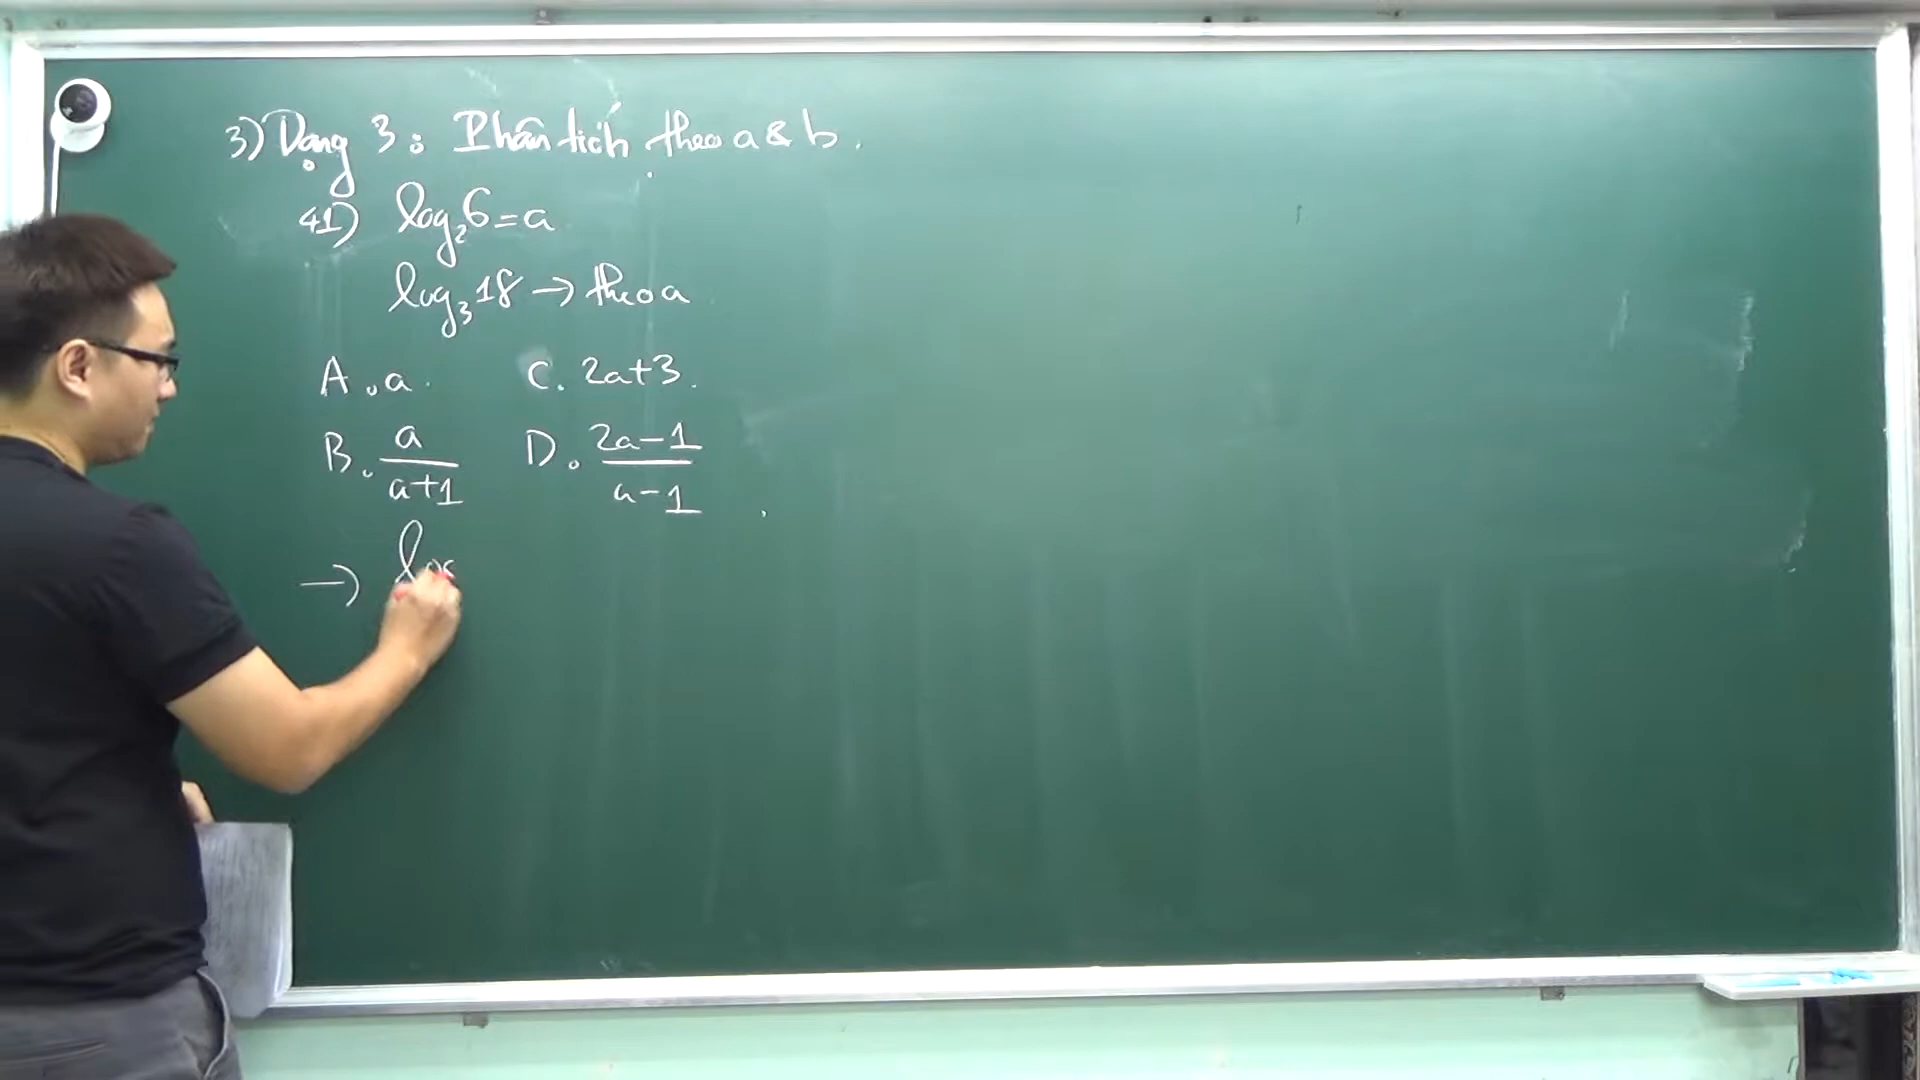 3) Dạng 3: Phân tích theo a & b.
41) log₂6 = a
log₃18 → theo a
A. a. C. 2a+3.
B. a/(a+1) D. (2a-1)/(a-1)
→) lo